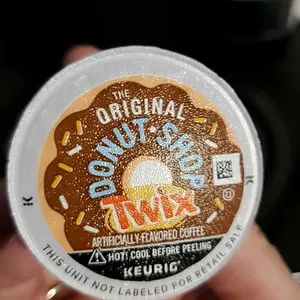 THE
ORIGINAL
DONUT·SHOP
Twix
ARTIFICIALLY-FLAVORED COFFEE
HOT! COOL BEFORE PEELING
KEURIG
THIS UNIT NOT LABELED FOR RETAIL SALE
K
K
U